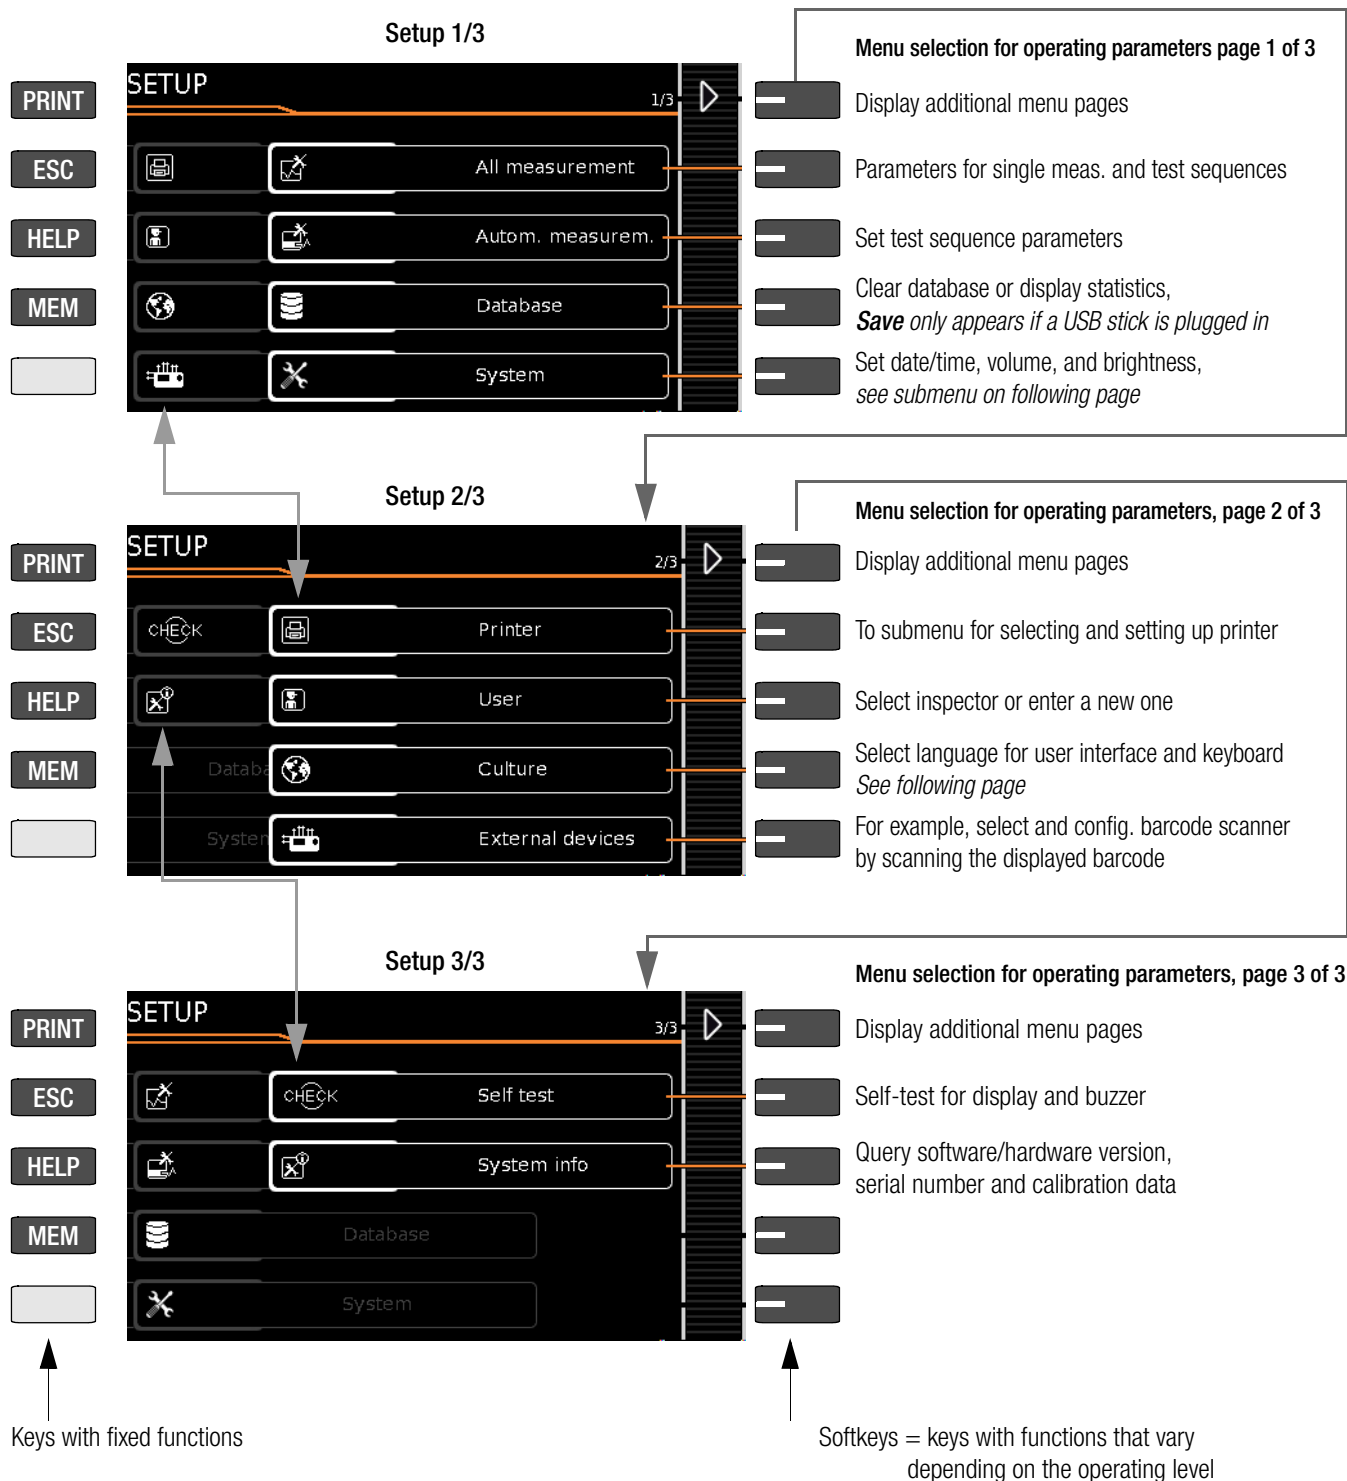 Setup 1/3
Menu selection for operating parameters page 1 of 3
SETUP
1/3
PRINT
Display additional menu pages
ESC
All measurement
Parameters for single meas. and test sequences
HELP
Autom. measurem.
Set test sequence parameters
MEM
Database
Clear database or display statistics,
Save only appears if a USB stick is plugged in
System
Set date/time, volume, and brightness,
see submenu on following page
Setup 2/3
Menu selection for operating parameters, page 2 of 3
SETUP
2/3
PRINT
Display additional menu pages
ESC
CHECK
Printer
To submenu for selecting and setting up printer
HELP
User
Select inspector or enter a new one
MEM
Databa
Culture
Select language for user interface and keyboard
See following page
System
External devices
For example, select and config. barcode scanner
by scanning the displayed barcode
Setup 3/3
Menu selection for operating parameters, page 3 of 3
SETUP
3/3
PRINT
Display additional menu pages
ESC
CHECK
Self test
Self-test for display and buzzer
HELP
System info
Query software/hardware version,
serial number and calibration data
MEM
Database
System
Keys with fixed functions
Softkeys = keys with functions that vary
depending on the operating level